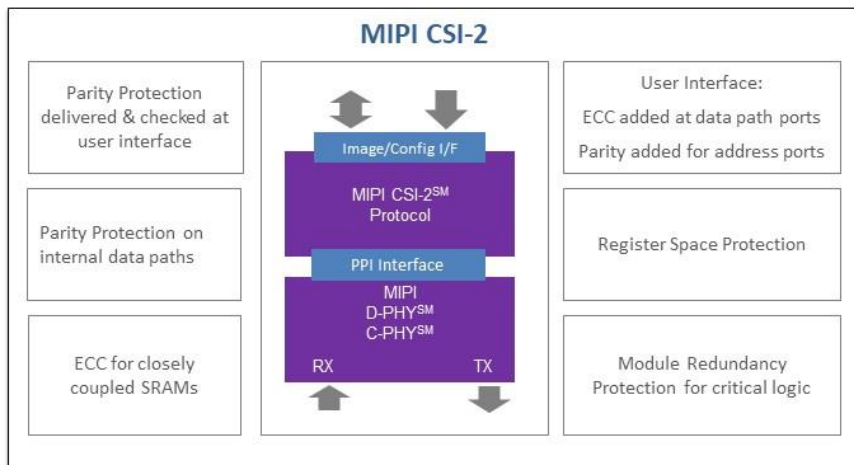 MIPI CSI-2
Parity Protection
delivered & checked at
user interface
Parity Protection on
internal data paths
ECC for closely
coupled SRAMs
Image/Config I/F
MIPI CSI-2SM
Protocol
PPI Interface
MIPI
D-PHYSM
C-PHYSM
RX
TX
User Interface:
ECC added at data path ports
Parity added for address ports
Register Space Protection
Module Redundancy
Protection for critical logic